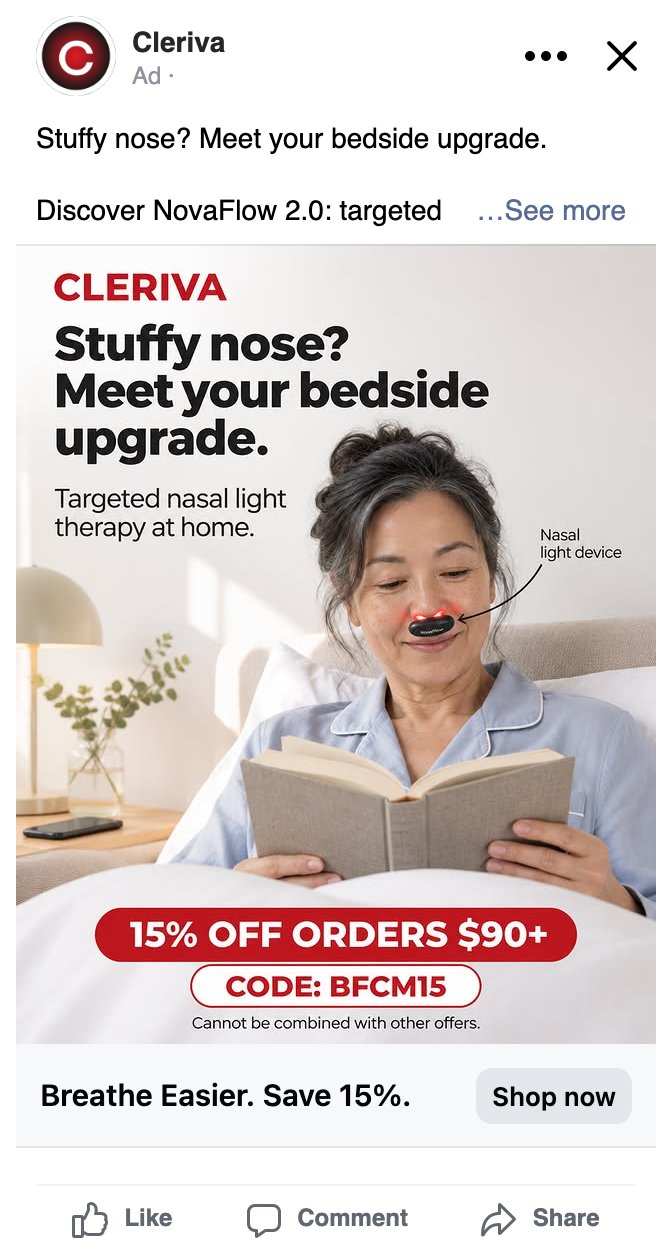 C
Cleriva
Ad ·
Stuffy nose? Meet your bedside upgrade.
Discover NovaFlow 2.0: targeted ...See more
CLERIVA
Stuffy nose?
Meet your bedside
upgrade.
Targeted nasal light
therapy at home.
Nasal
light device
NovaFlow
15% OFF ORDERS $90+
CODE: BFCM15
Cannot be combined with other offers.
Breathe Easier. Save 15%.
Shop now
Like
Comment
Share